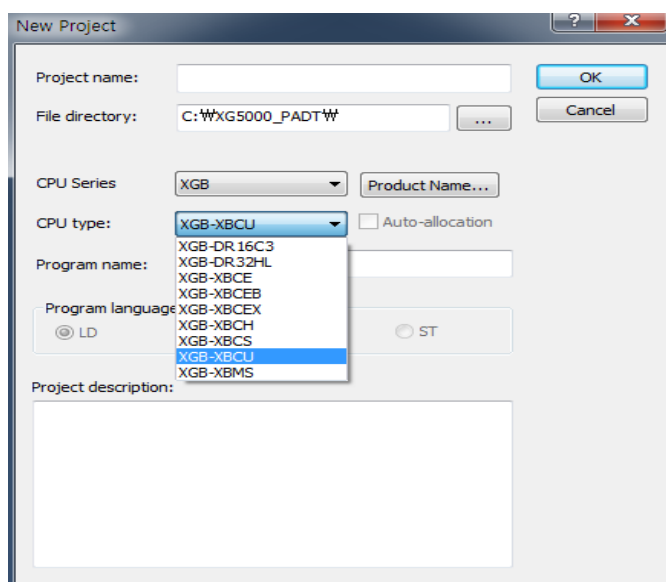 New Project
Project name:
OK
File directory:
C:₩XG5000_PADT₩
...
Cancel
CPU Series
XGB
Product Name...
CPU type:
XGB-XBCU
Auto-allocation
XGB-DR16C3
XGB-DR32HL
XGB-XBCE
XGB-XBCEB
XGB-XBCEX
XGB-XBCH
XGB-XBCS
XGB-XBCU
XGB-XBMS
Program name:
Program language
LD
ST
Project description: